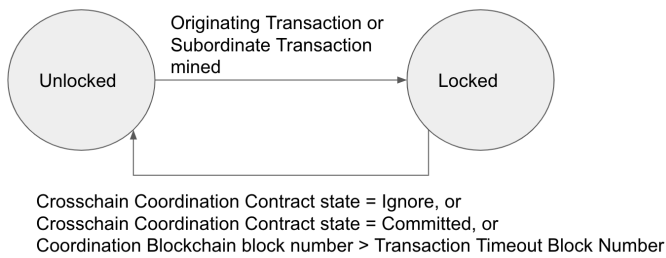 Originating Transaction or
Subordinate Transaction
mined
Unlocked
Locked
Crosschain Coordination Contract state = Ignore, or
Crosschain Coordination Contract state = Committed, or
Coordination Blockchain block number > Transaction Timeout Block Number